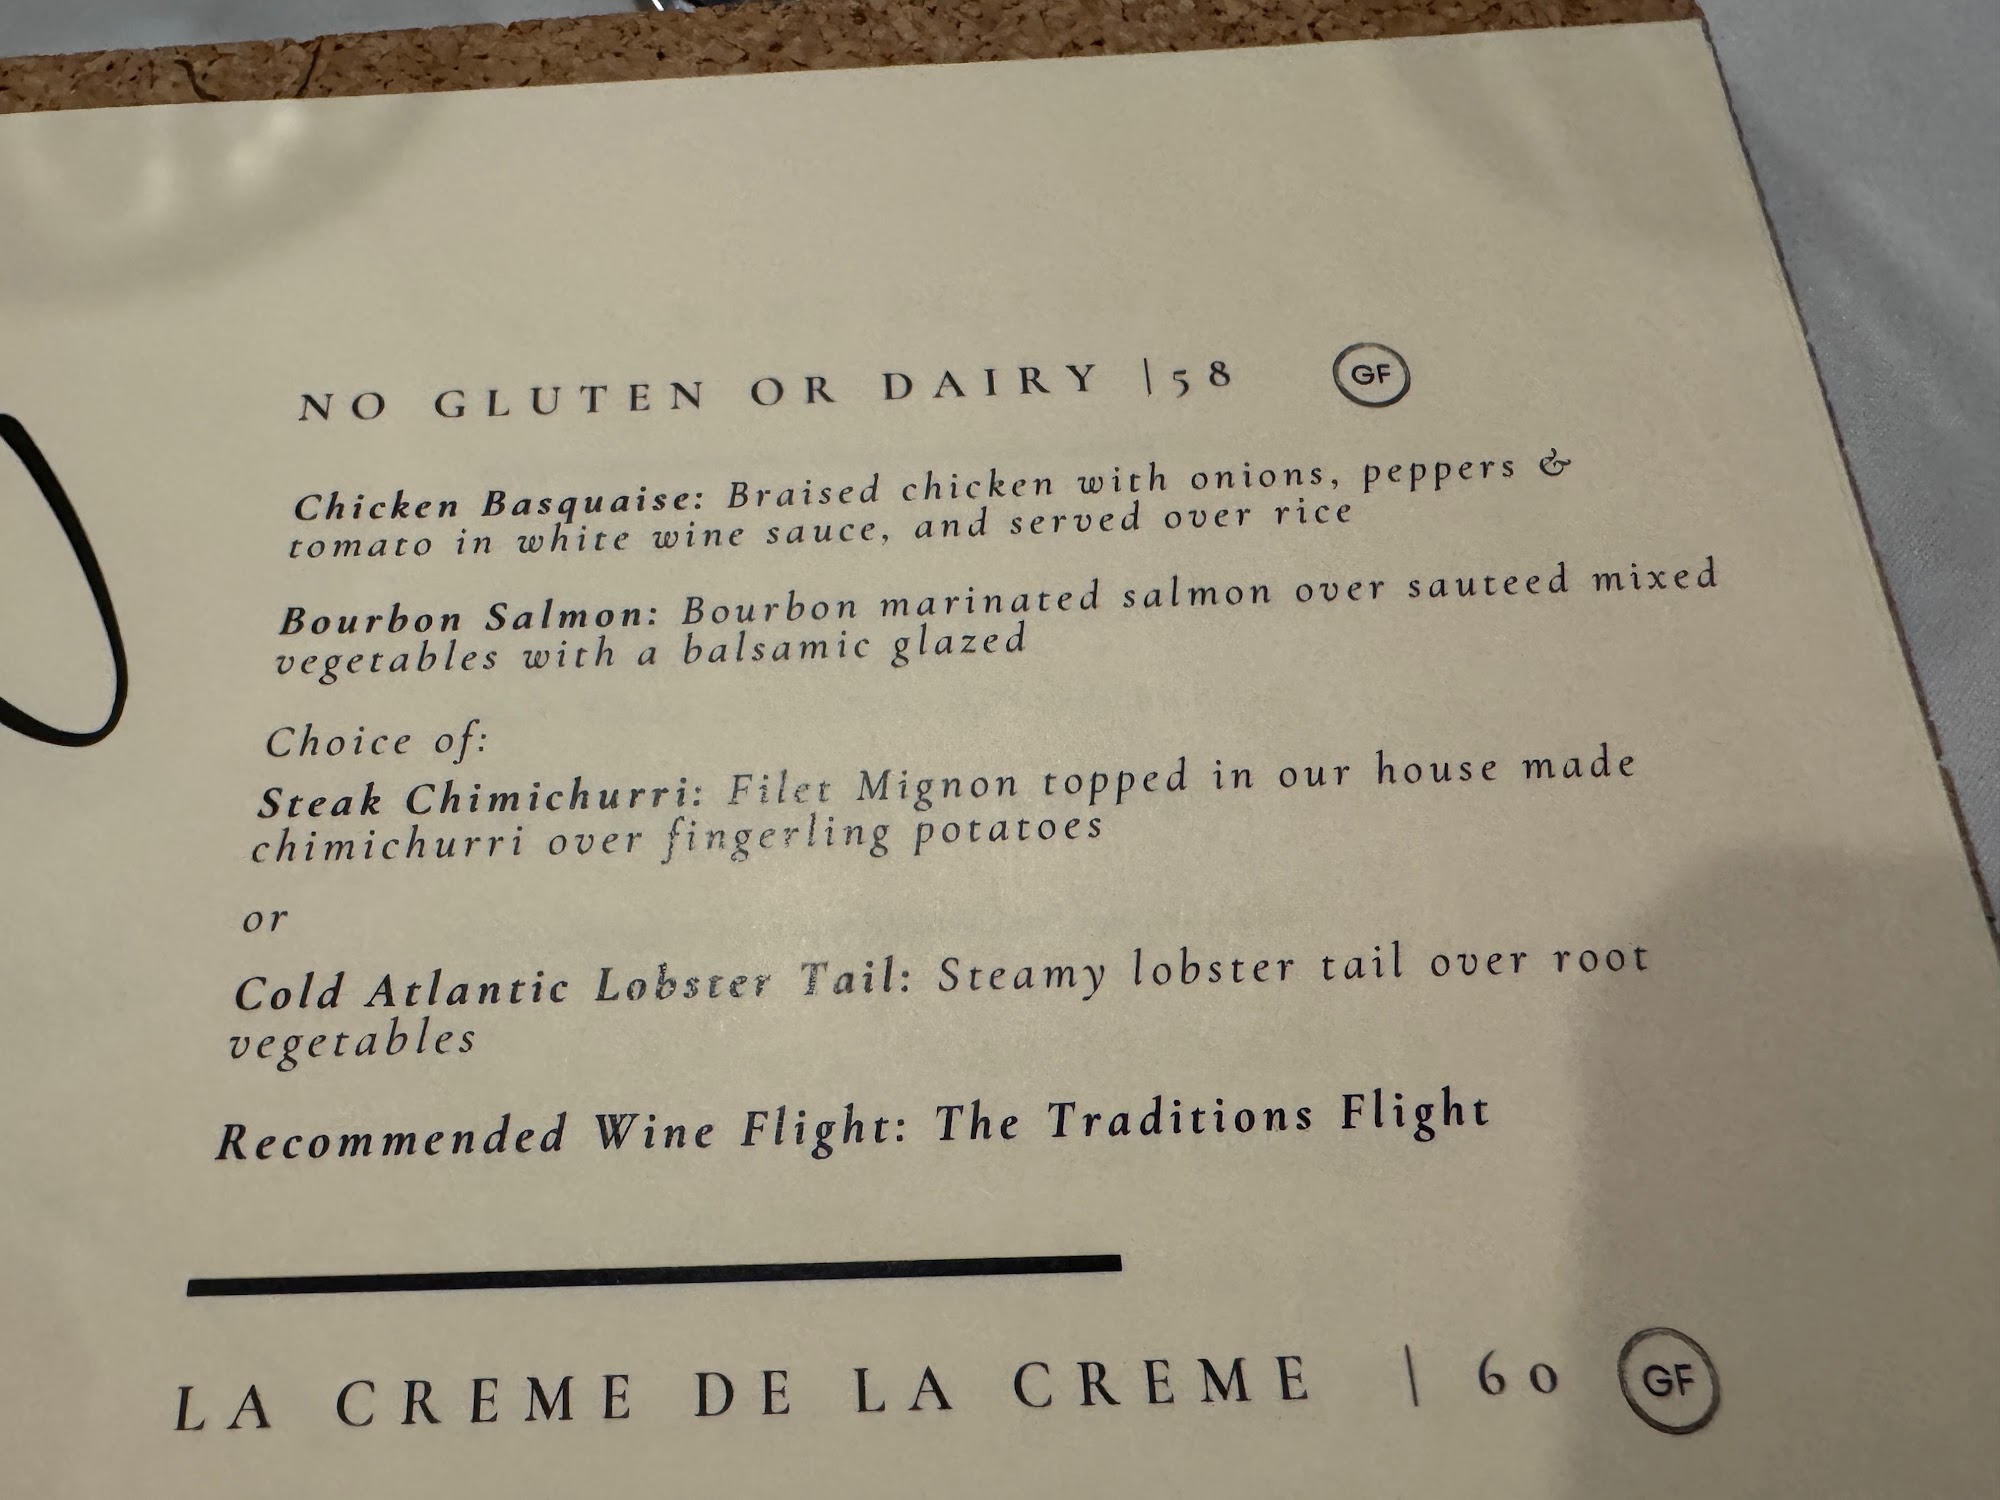 NO GLUTEN OR DAIRY |58 GF
Chicken Basquaise: Braised chicken with onions, peppers &
tomato in white wine sauce, and served over rice
Bourbon Salmon: Bourbon marinated salmon over sauteed mixed
vegetables with a balsamic glazed
Choice of:
Steak Chimichurri: Filet Mignon topped in our house made
chimichurri over fingerling potatoes
or
Cold Atlantic Lobster Tail: Steamy lobster tail over root
vegetables
Recommended Wine Flight: The Traditions Flight
LA CREME DE LA CREME | 60 GF